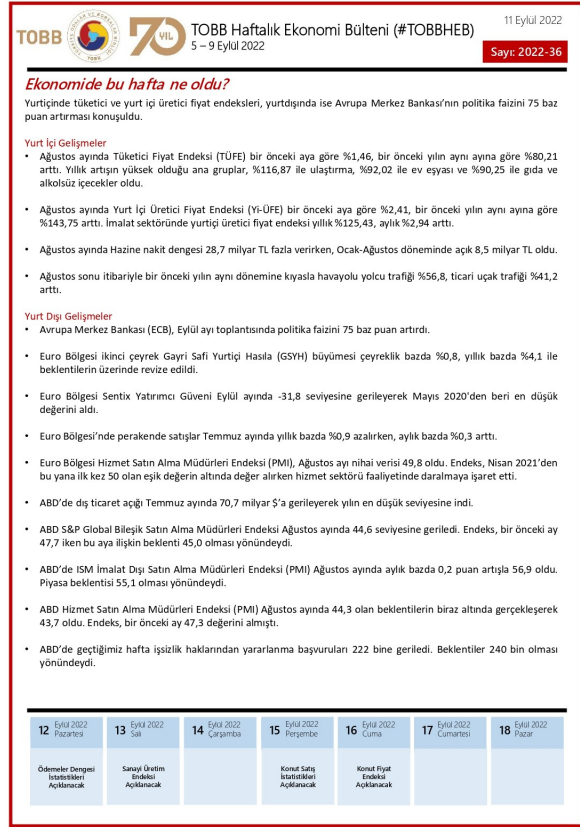 TOBB
70 YIL
TOBB Haftalık Ekonomi Bülteni (#TOBBHEB)
5 – 9 Eylül 2022
11 Eylül 2022
Sayı: 2022-36
Ekonomide bu hafta ne oldu?
Yurtiçinde tüketici ve yurt içi üretici fiyat endeksleri, yurtdışında ise Avrupa Merkez Bankası'nın politika faizini 75 baz
puan artırması konuşuldu.
Yurt İçi Gelişmeler
• Ağustos ayında Tüketici Fiyat Endeksi (TÜFE) bir önceki aya göre %1,46, bir önceki yılın aynı ayına göre %80,21
arttı. Yıllık artışın yüksek olduğu ana gruplar, %116,87 ile ulaştırma, %92,02 ile ev eşyası ve %90,25 ile gıda ve
alkolsüz içecekler oldu.
• Ağustos ayında Yurt İçi Üretici Fiyat Endeksi (Yi-ÜFE) bir önceki aya göre %2,41, bir önceki yılın aynı ayına göre
%143,75 arttı. İmalat sektöründe yurtiçi üretici fiyat endeksi yıllık %125,43, aylık %2,94 arttı.
• Ağustos ayında Hazine nakit dengesi 28,7 milyar TL fazla verirken, Ocak-Ağustos döneminde açık 8,5 milyar TL oldu.
• Ağustos sonu itibariyle bir önceki yılın aynı dönemine kıyasla havayolu yolcu trafiği %56,8, ticari uçak trafiği %41,2
arttı.
Yurt Dışı Gelişmeler
• Avrupa Merkez Bankası (ECB), Eylül ayı toplantısında politika faizini 75 baz puan artırdı.
• Euro Bölgesi ikinci çeyrek Gayri Safi Yurtiçi Hasıla (GSYH) büyümesi çeyreklik bazda %0,8, yıllık bazda %4,1 ile
beklentilerin üzerinde revize edildi.
• Euro Bölgesi Sentix Yatırımcı Güveni Eylül ayında -31,8 seviyesine gerileyerek Mayıs 2020'den beri en düşük
değerini aldı.
• Euro Bölgesi'nde perakende satışlar Temmuz ayında yıllık bazda %0,9 azalırken, aylık bazda %0,3 arttı.
• Euro Bölgesi Hizmet Satın Alma Müdürleri Endeksi (PMI), Ağustos ayı nihai verisi 49,8 oldu. Endeks, Nisan 2021'den
bu yana ilk kez 50 olan eşik değerin altında değer alırken hizmet sektörü faaliyetinde daralmaya işaret etti.
• ABD'de dış ticaret açığı Temmuz ayında 70,7 milyar $'a gerileyerek yılın en düşük seviyesine indi.
• ABD S&P Global Bileşik Satın Alma Müdürleri Endeksi Ağustos ayında 44,6 seviyesine geriledi. Endeks, bir önceki ay
47,7 iken bu aya ilişkin beklenti 45,0 olması yönündeydi.
• ABD'de ISM İmalat Dışı Satın Alma Müdürleri Endeksi (PMI) Ağustos ayında aylık bazda 0,2 puan artışla 56,9 oldu.
Piyasa beklentisi 55,1 olması yönündeydi.
• ABD Hizmet Satın Alma Müdürleri Endeksi (PMI) Ağustos ayında 44,3 olan beklentilerin biraz altında gerçekleşerek
43,7 oldu. Endeks, bir önceki ay 47,3 değerini almıştı.
• ABD'de geçtiğimiz hafta işsizlik haklarından yararlanma başvuruları 222 bine geriledi. Beklentiler 240 bin olması
yönündeydi.
12 Eylül 2022 Pazartesi
13 Eylül 2022 Salı
14 Eylül 2022 Çarşamba
15 Eylül 2022 Perşembe
16 Eylül 2022 Cuma
17 Eylül 2022 Cumartesi
18 Eylül 2022 Pazar
Ödemeler Dengesi
İstatistikleri
Açıklanacak
Sanayi Üretim
Endeksi
Açıklanacak
Konut Satış
İstatistikleri
Açıklanacak
Konut Fiyat
Endeksi
Açıklanacak